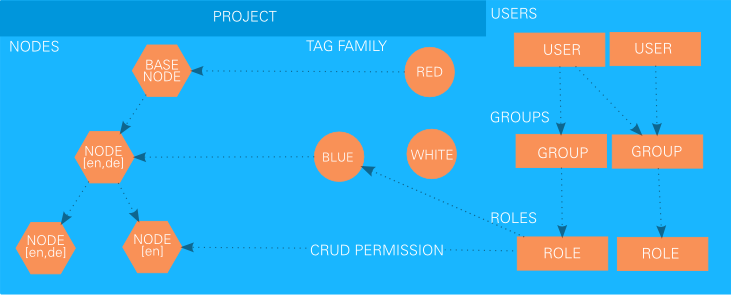 PROJECT
USERS
NODES
TAG FAMILY
USER
USER
BASE
NODE
RED
GROUPS
NODE
[en,de]
BLUE
WHITE
GROUP
GROUP
ROLES
NODE
[en,de]
NODE
[en]
CRUD PERMISSION
ROLE
ROLE